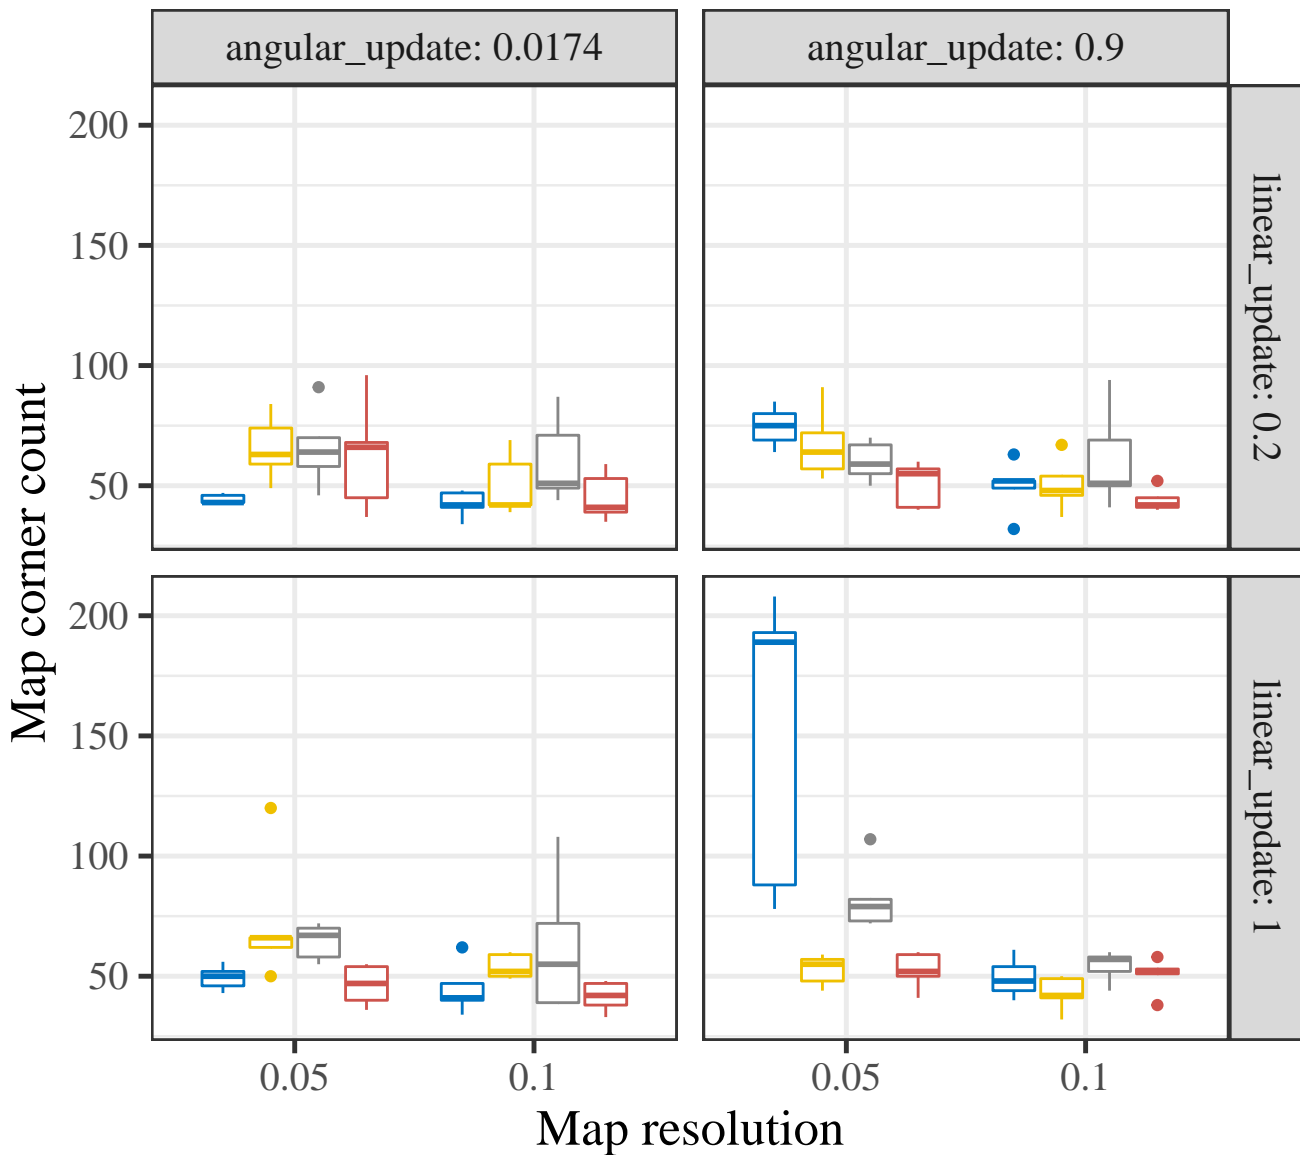 angular_update: 0.0174
angular_update: 0.9
200
150
100
50
linear_update: 0.2
200
150
100
50
linear_update: 1
Map corner count
0.05
0.1
0.05
0.1
Map resolution